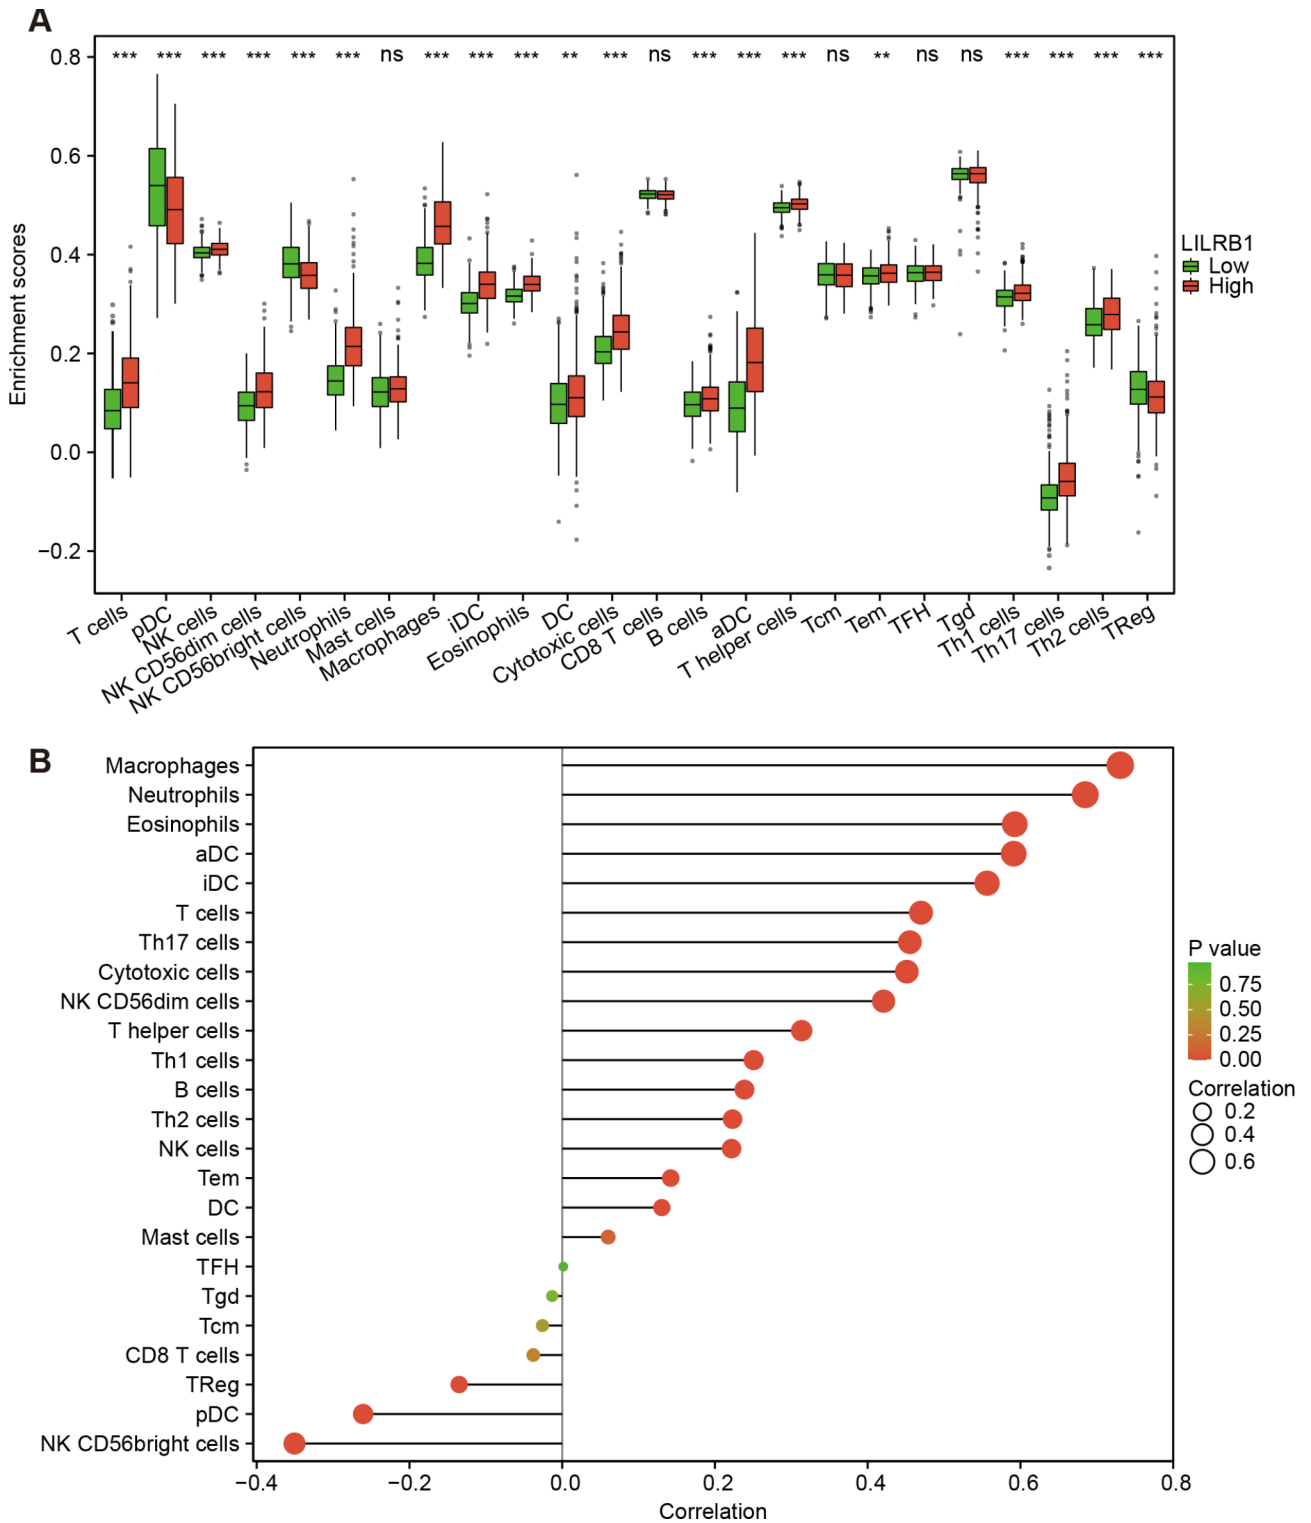 A
*** *** *** *** *** *** ns *** *** *** ** *** ns *** *** *** ns ** ns ns *** *** *** ***
0.8
0.6
0.4
0.2
0.0
−0.2
Enrichment scores
LILRB1
Low
High
T cells
pDC
NK cells
NK CD56dim cells
NK CD56bright cells
Neutrophils
Mast cells
Macrophages
iDC
Eosinophils
DC
Cytotoxic cells
CD8 T cells
B cells
aDC
T helper cells
Tcm
Tem
TFH
Tgd
Th1 cells
Th17 cells
Th2 cells
TReg
B
Macrophages
Neutrophils
Eosinophils
aDC
iDC
T cells
Th17 cells
Cytotoxic cells
NK CD56dim cells
T helper cells
Th1 cells
B cells
Th2 cells
NK cells
Tem
DC
Mast cells
TFH
Tgd
Tcm
CD8 T cells
TReg
pDC
NK CD56bright cells
P value
0.75
0.50
0.25
0.00
Correlation
0.2
0.4
0.6
−0.4 −0.2 0.0 0.2 0.4 0.6 0.8
Correlation